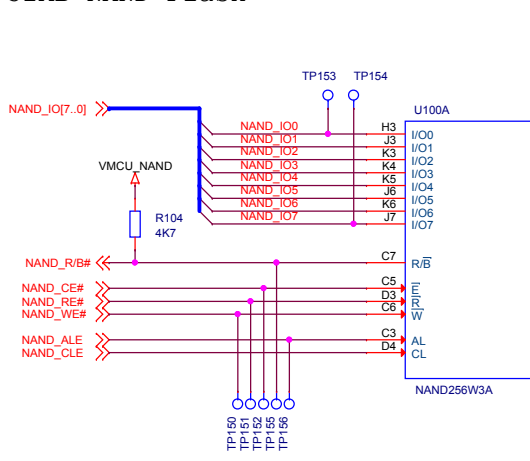 TP153
TP154
U100A
NAND_IO[7..0]
NAND_IO0
H3
I/O0
NAND_IO1
J3
I/O1
NAND_IO2
K3
I/O2
NAND_IO3
K4
I/O3
NAND_IO4
K5
I/O4
NAND_IO5
J6
I/O5
NAND_IO6
K6
I/O6
NAND_IO7
J7
I/O7
VMCU_NAND
R104
4K7
NAND_R/B#
C7
R/B
NAND_CE#
C5
E
NAND_RE#
D3
R
NAND_WE#
C6
W
NAND_ALE
C3
AL
NAND_CLE
D4
CL
NAND256W3A
TP150
TP151
TP152
TP155
TP156